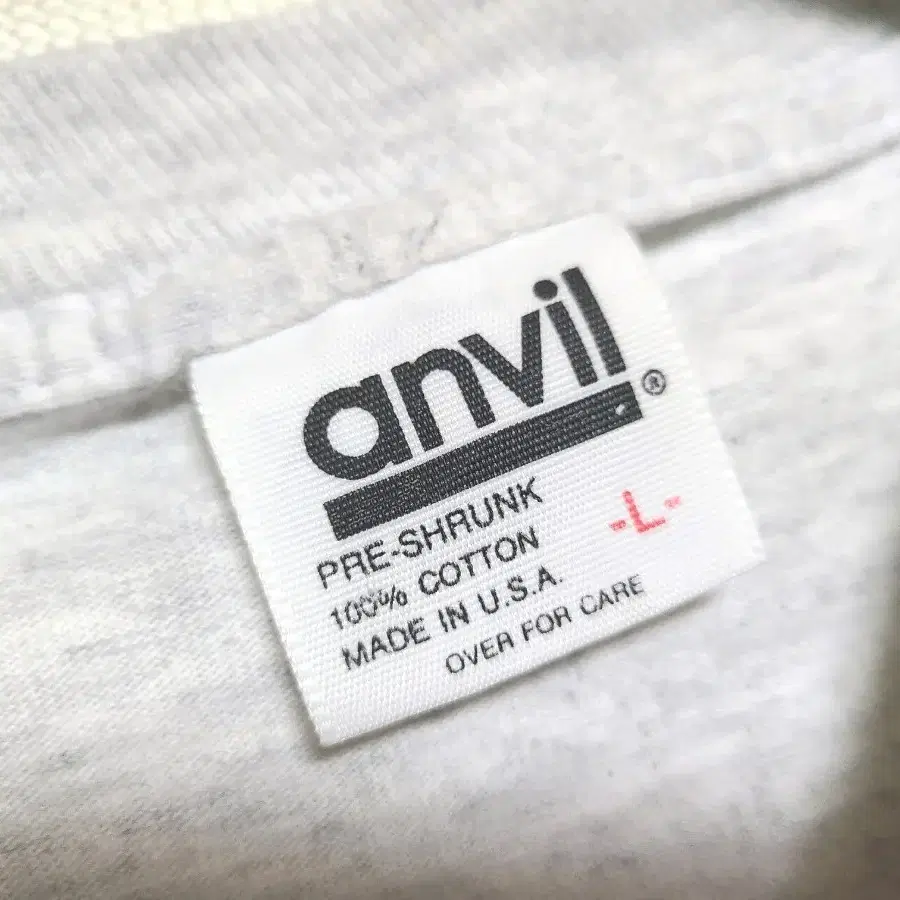 anvil®
PRE-SHRUNK
-L-
100% COTTON
MADE IN U.S.A.
OVER FOR CARE